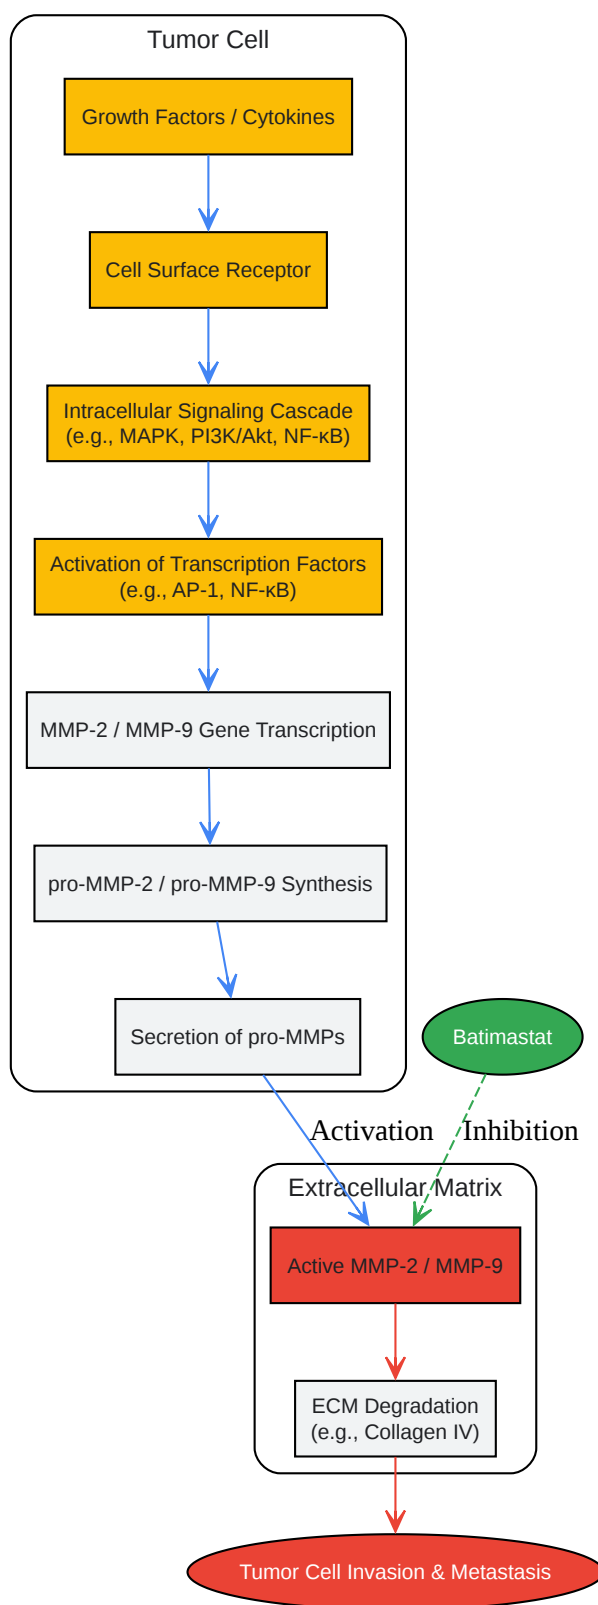 Tumor Cell
Growth Factors / Cytokines
Cell Surface Receptor
Intracellular Signaling Cascade
(e.g., MAPK, PI3K/Akt, NF-κB)
Activation of Transcription Factors
(e.g., AP-1, NF-κB)
MMP-2 / MMP-9 Gene Transcription
pro-MMP-2 / pro-MMP-9 Synthesis
Secretion of pro-MMPs
Batimastat
Activation
Inhibition
Extracellular Matrix
Active MMP-2 / MMP-9
ECM Degradation
(e.g., Collagen IV)
Tumor Cell Invasion & Metastasis